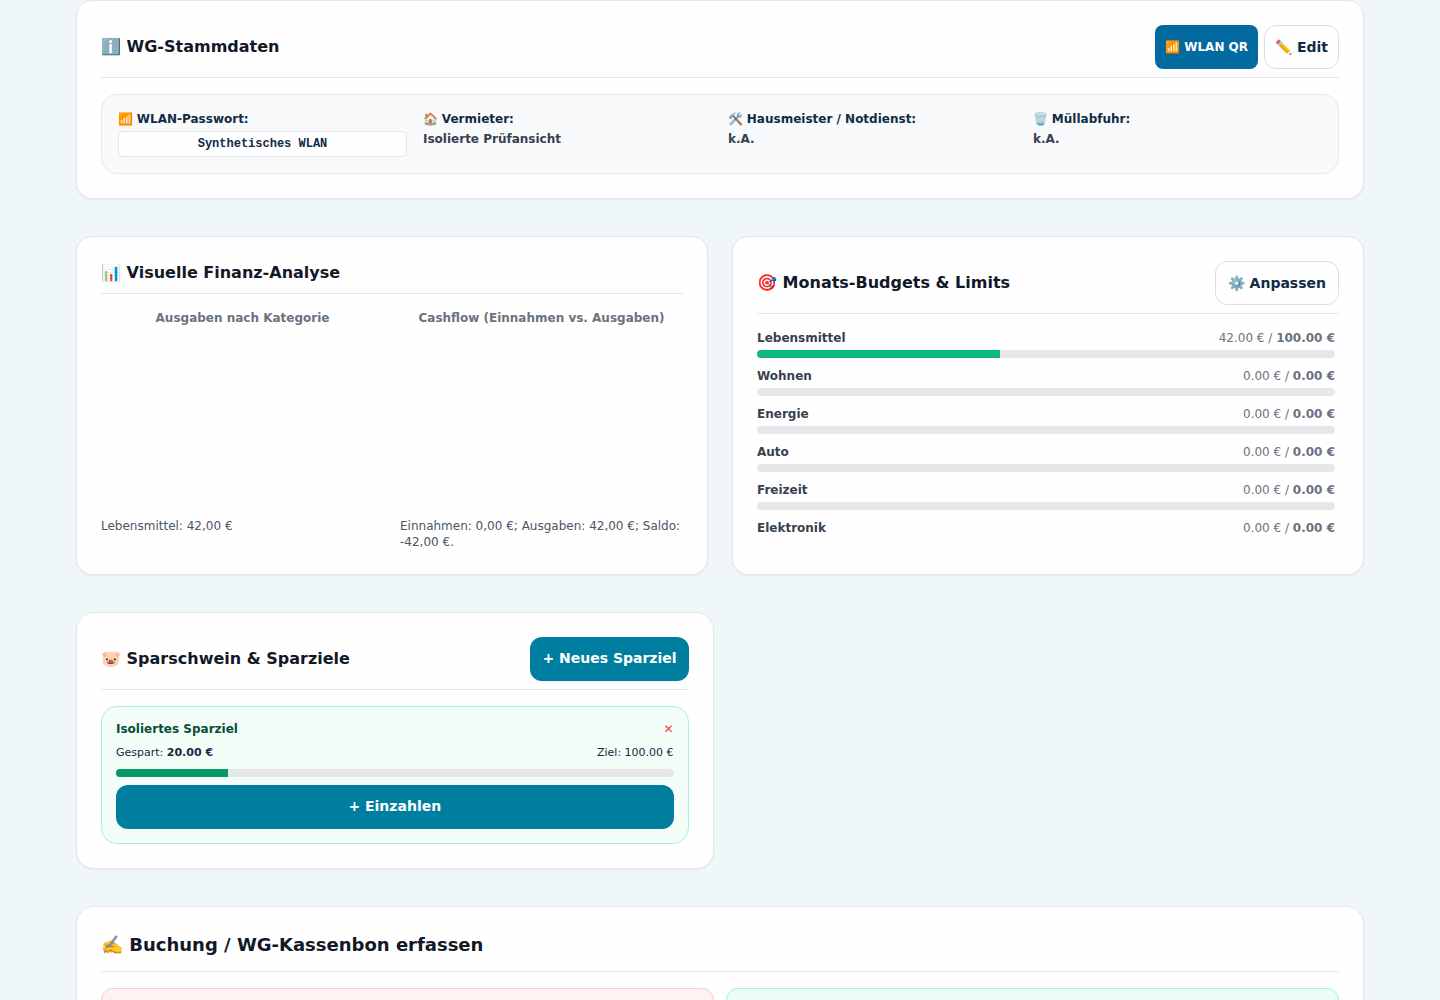 ℹ️ WG-Stammdaten
📶 WLAN QR
✏️ Edit
📶 WLAN-Passwort:
Synthetisches WLAN
🏠 Vermieter:
Isolierte Prüfansicht
🛠️ Hausmeister / Notdienst:
k.A.
🗑️ Müllabfuhr:
k.A.
📊 Visuelle Finanz-Analyse
Ausgaben nach Kategorie
Cashflow (Einnahmen vs. Ausgaben)
Lebensmittel: 42,00 €
Einnahmen: 0,00 €; Ausgaben: 42,00 €; Saldo:
-42,00 €.
🎯 Monats-Budgets & Limits
⚙️ Anpassen
Lebensmittel 42.00 € / 100.00 €
Wohnen 0.00 € / 0.00 €
Energie 0.00 € / 0.00 €
Auto 0.00 € / 0.00 €
Freizeit 0.00 € / 0.00 €
Elektronik 0.00 € / 0.00 €
🐷 Sparschwein & Sparziele
+ Neues Sparziel
Isoliertes Sparziel ×
Gespart: 20.00 € Ziel: 100.00 €
+ Einzahlen
✍️ Buchung / WG-Kassenbon erfassen